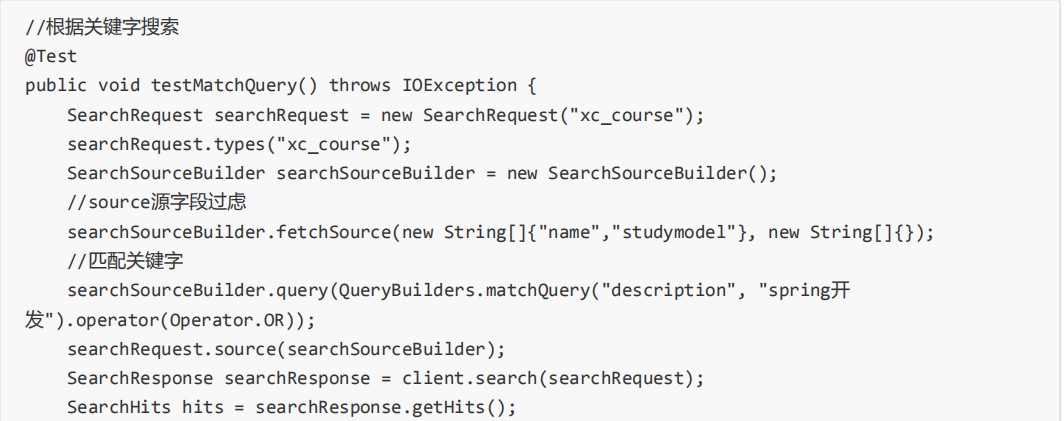 //根据关键字搜索
@Test
public void testMatchQuery() throws IOException {
    SearchRequest searchRequest = new SearchRequest("xc_course");
    searchRequest.types("xc_course");
    SearchSourceBuilder searchSourceBuilder = new SearchSourceBuilder();
    //source源字段过虑
    searchSourceBuilder.fetchSource(new String[]{"name","studymodel"}, new String[]{});
    //匹配关键字
    searchSourceBuilder.query(QueryBuilders.matchQuery("description", "spring开
发").operator(Operator.OR));
    searchRequest.source(searchSourceBuilder);
    SearchResponse searchResponse = client.search(searchRequest);
    SearchHits hits = searchResponse.getHits();